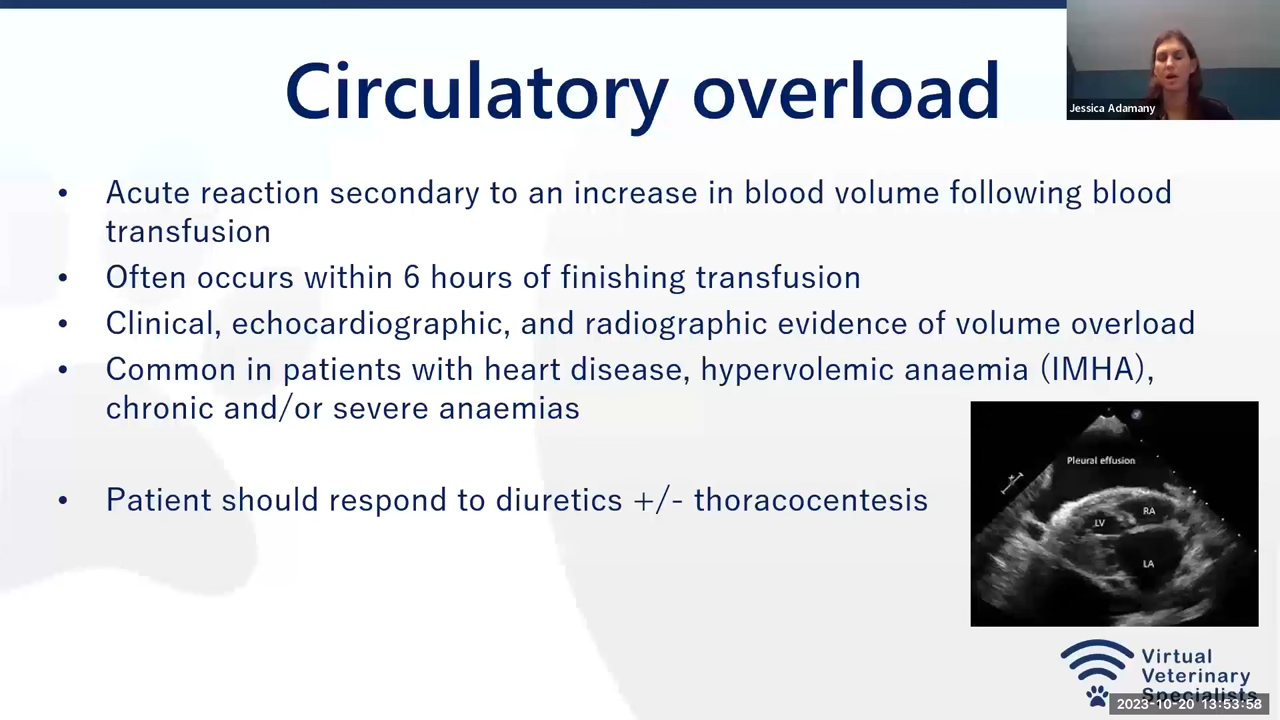 Circulatory overload
Jessica Adamany
• Acute reaction secondary to an increase in blood volume following blood
transfusion
• Often occurs within 6 hours of finishing transfusion
• Clinical, echocardiographic, and radiographic evidence of volume overload
• Common in patients with heart disease, hypervolemic anaemia (IMHA),
chronic and/or severe anaemias
Pleural effusion
RA
LV
LA
• Patient should respond to diuretics +/- thoracocentesis
Virtual
Veterinary
Specialists
2023-10-20 13:53:58